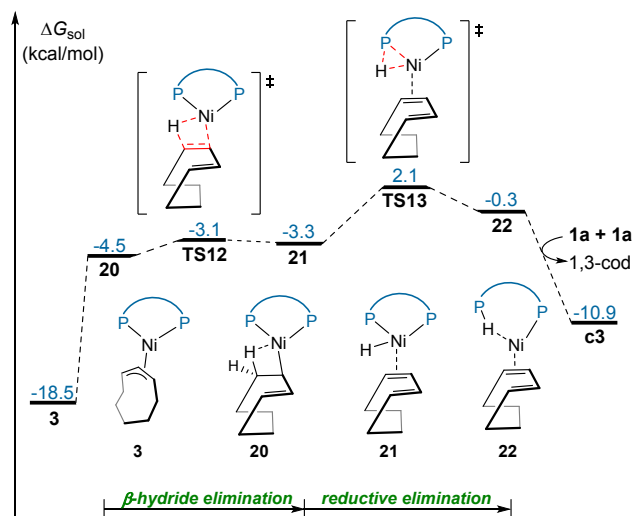 ΔGsol
(kcal/mol)
‡
P
P
Ni
H
‡
P
P
H
Ni
2.1
TS13
-0.3
22
-3.1
TS12
-3.3
21
-4.5
20
1a + 1a
1,3-cod
-10.9
c3
-18.5
3
P
P
Ni
3
P
P
Ni
H
H
H
20
P
P
Ni
H
21
P
P
H
Ni
22
β-hydride elimination
reductive elimination